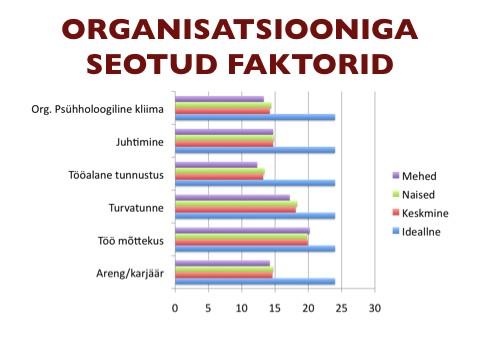 ORGANISATSIOONIGA
SEOTUD FAKTORID
Org. Psühholoogiline kliima
Juhtimine
Tööalane tunnustus
Turvatunne
Töö mõttekus
Areng/karjäär
0 5 10 15 20 25 30
Mehed
Naised
Keskmine
Ideallne